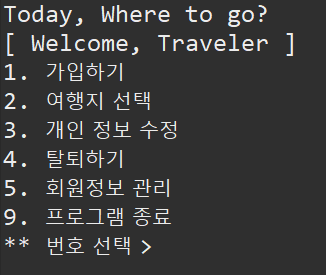 Today, Where to go?
[ Welcome, Traveler ]
1. 가입하기
2. 여행지 선택
3. 개인 정보 수정
4. 탈퇴하기
5. 회원정보 관리
9. 프로그램 종료
** 번호 선택 >